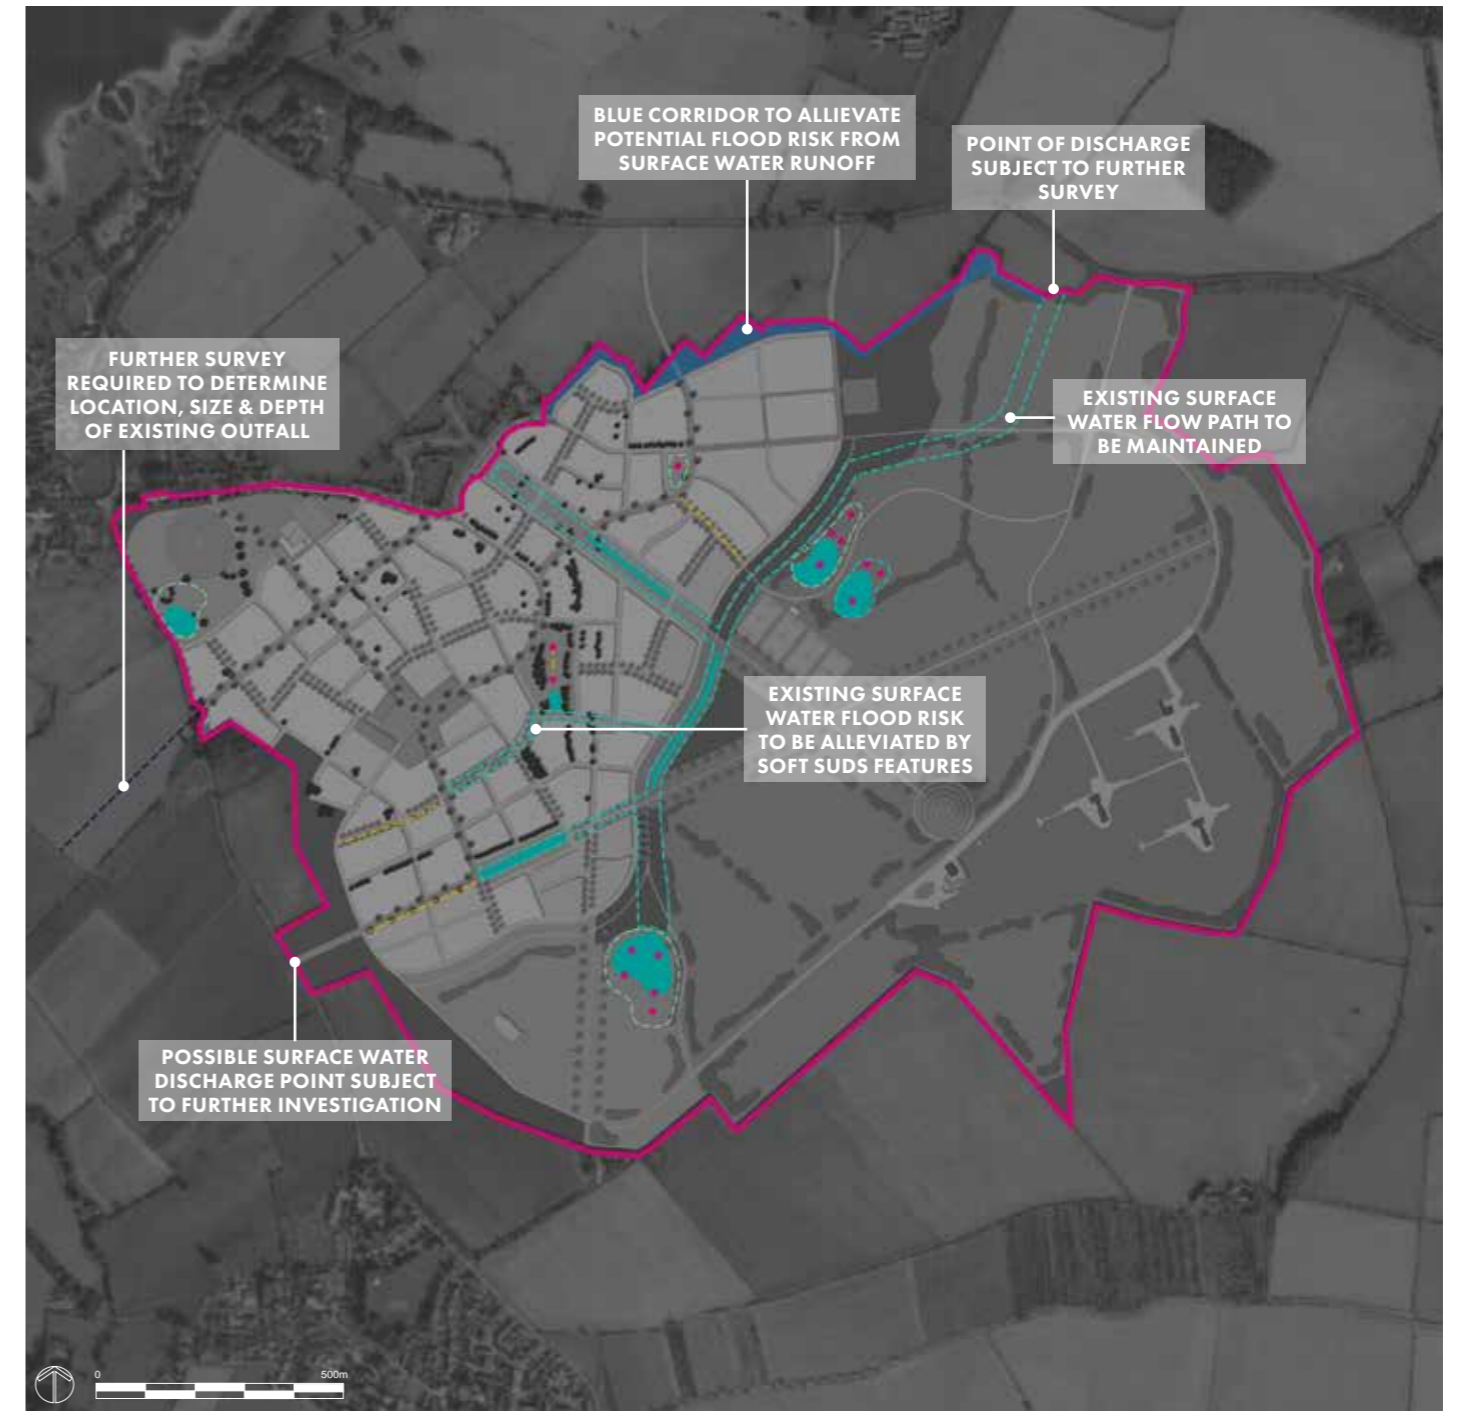 BLUE CORRIDOR TO ALLIEVATE
POTENTIAL FLOOD RISK FROM
SURFACE WATER RUNOFF
POINT OF DISCHARGE
SUBJECT TO FURTHER
SURVEY
FURTHER SURVEY
REQUIRED TO DETERMINE
LOCATION, SIZE & DEPTH
OF EXISTING OUTFALL
EXISTING SURFACE
WATER FLOW PATH TO
BE MAINTAINED
EXISTING SURFACE
WATER FLOOD RISK
TO BE ALLEVIATED BY
SOFT SUDS FEATURES
POSSIBLE SURFACE WATER
DISCHARGE POINT SUBJECT
TO FURTHER INVESTIGATION
0 500m